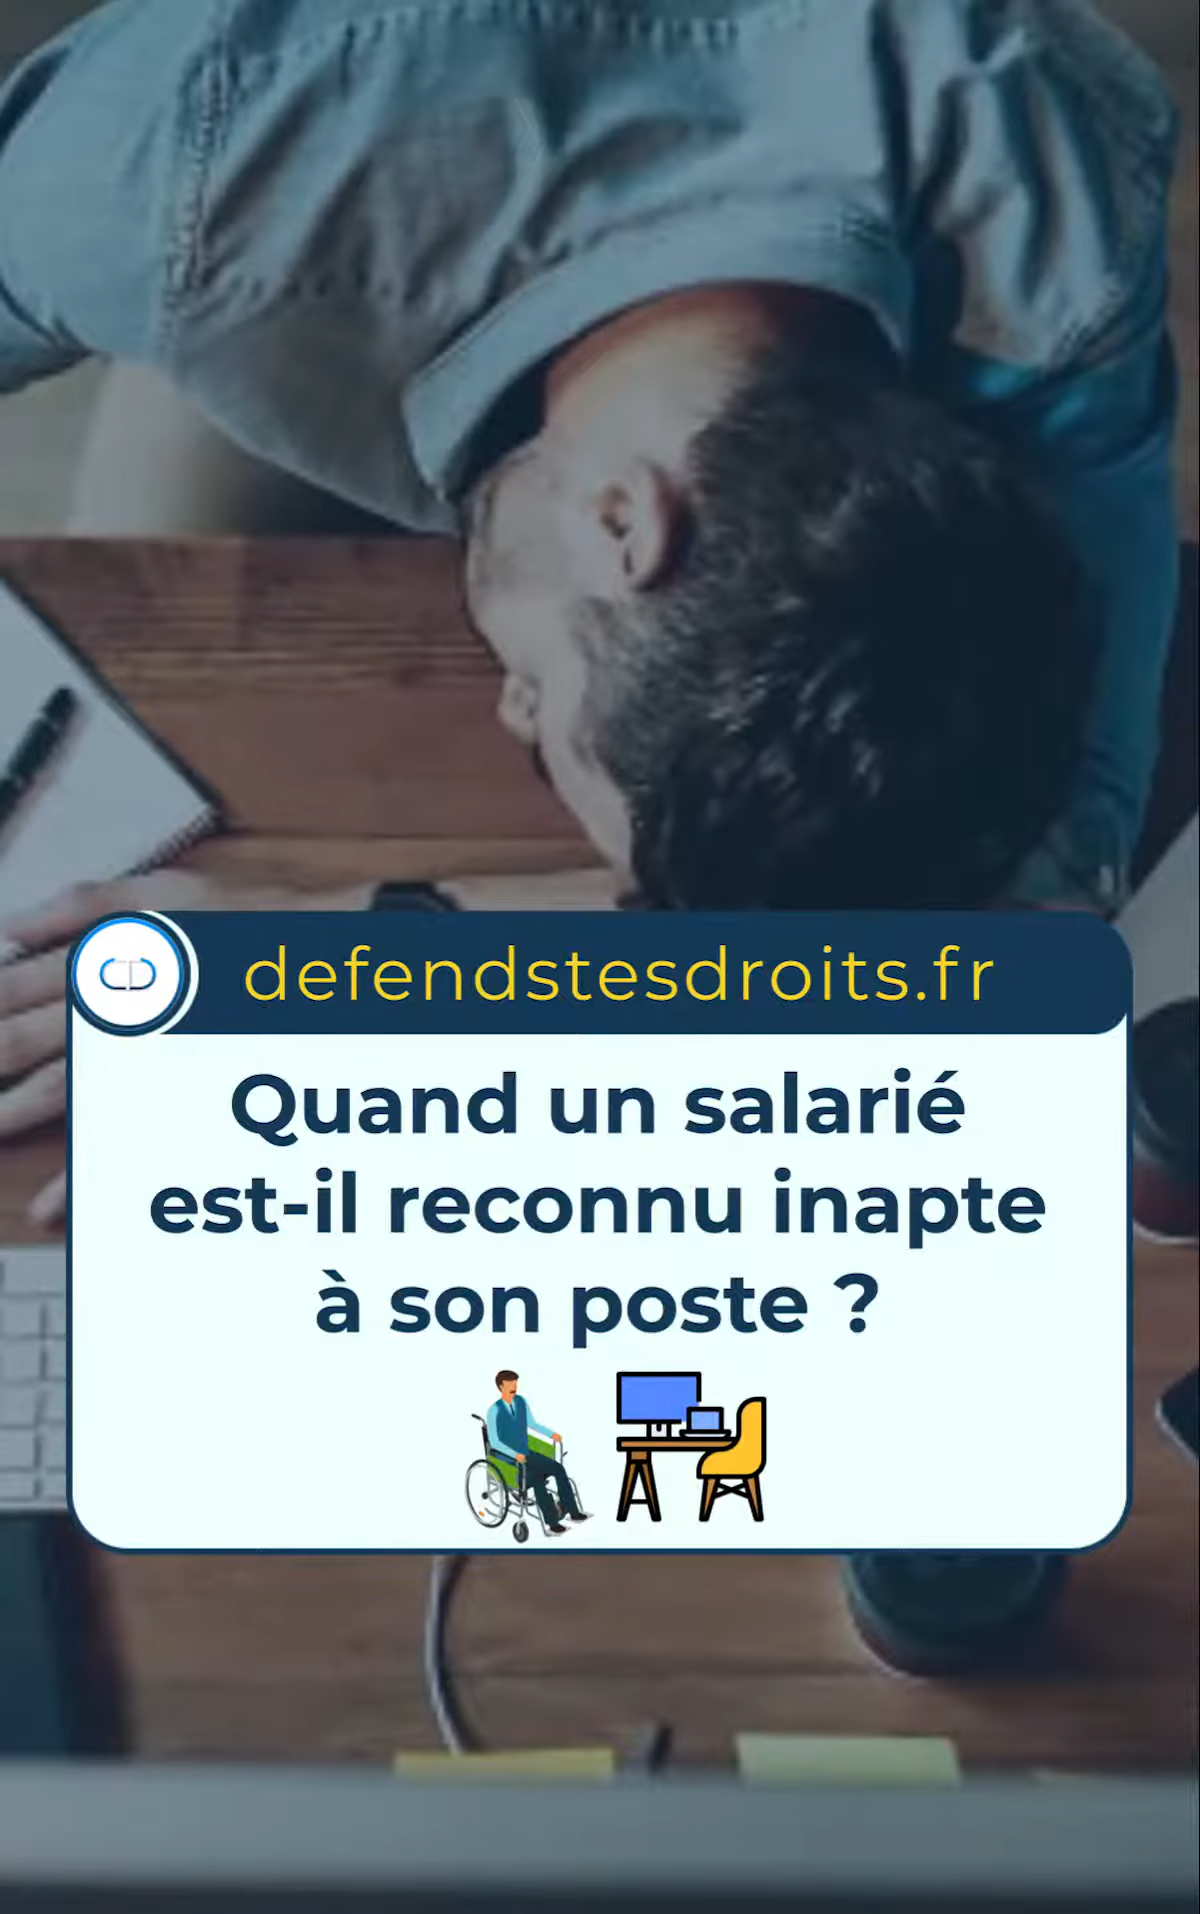 defendstesdroits.fr
Quand un salarié
est-il reconnu inapte
à son poste ?